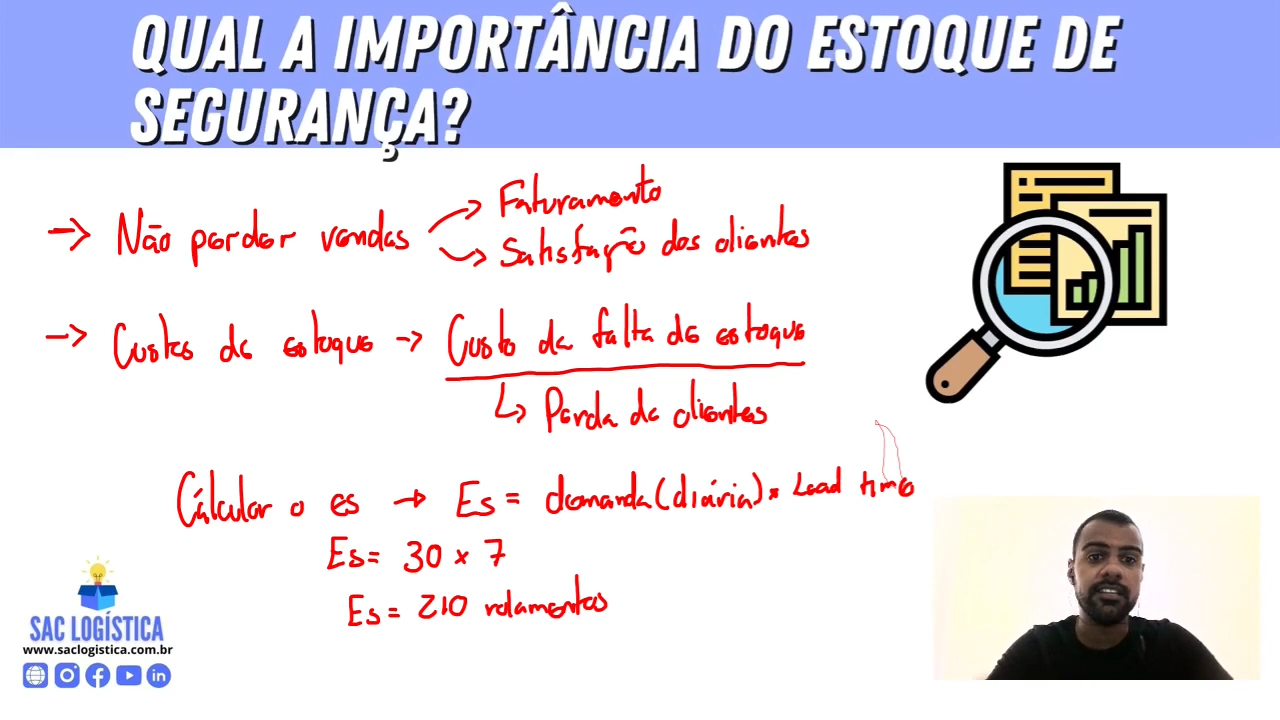 QUAL A IMPORTÂNCIA DO ESTOQUE DE
SEGURANÇA?
→ Não perder vendas → Faturamento
→ Satisfação dos clientes
→ Custos de estoque → Custo da falta de estoque
↳ Perda de clientes
Cálcular o es → Es = demanda (diária) * Lead time
Es = 30 x 7
Es = 210 rolamentos
SAC LOGÍSTICA
www.saclogistica.com.br
in